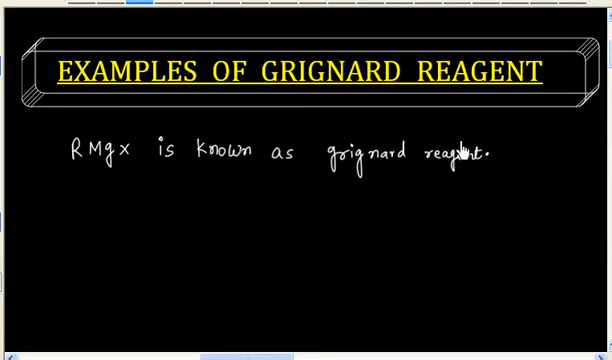 EXAMPLES OF GRIGNARD REAGENT
RMgx is known as grignard reagent.